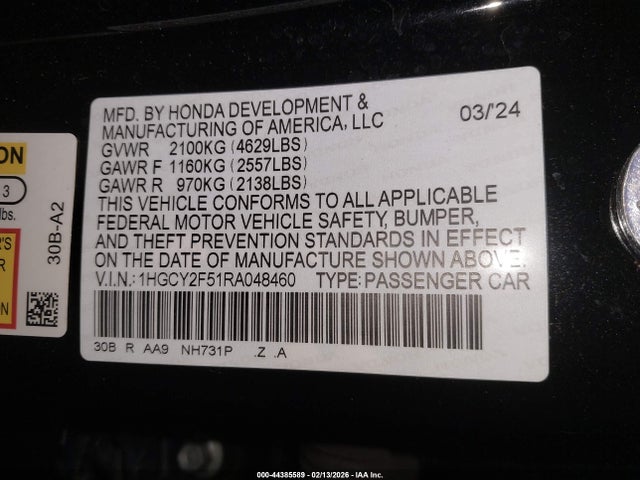 MFD. BY HONDA DEVELOPMENT &
MANUFACTURING OF AMERICA, LLC
03/'24
GVWR 2100KG (4629LBS)
GAWR F 1160KG (2557LBS)
GAWR R 970KG (2138LBS)
THIS VEHICLE CONFORMS TO ALL APPLICABLE
FEDERAL MOTOR VEHICLE SAFETY, BUMPER,
AND THEFT PREVENTION STANDARDS IN EFFECT
ON THE DATE OF MANUFACTURE SHOWN ABOVE.
V.I.N.: 1HGCY2F51RA048460 TYPE: PASSENGER CAR
30B R AA9 NH731P .Z .A
ON
3
lbs.
R'S
R
Y
30B-A2
000-44385589 - 02/13/2026 - IAA Inc.